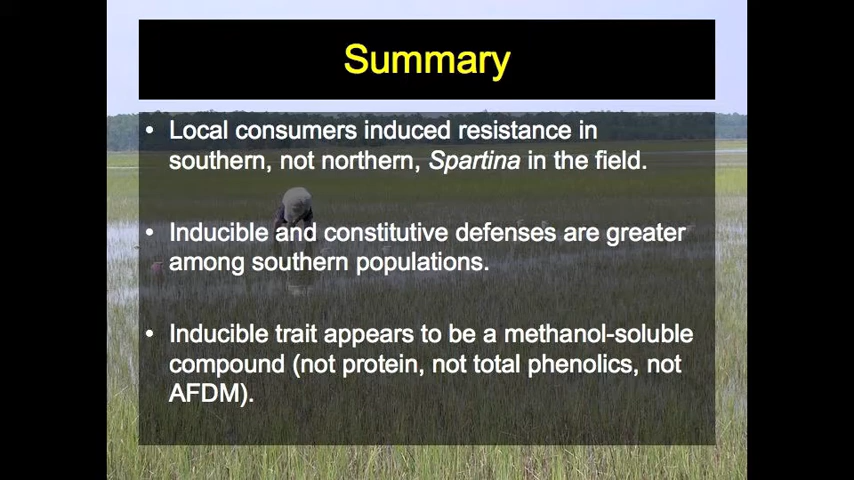 Summary
• Local consumers induced resistance in
southern, not northern, Spartina in the field.
• Inducible and constitutive defenses are greater
among southern populations.
• Inducible trait appears to be a methanol-soluble
compound (not protein, not total phenolics, not
AFDM).